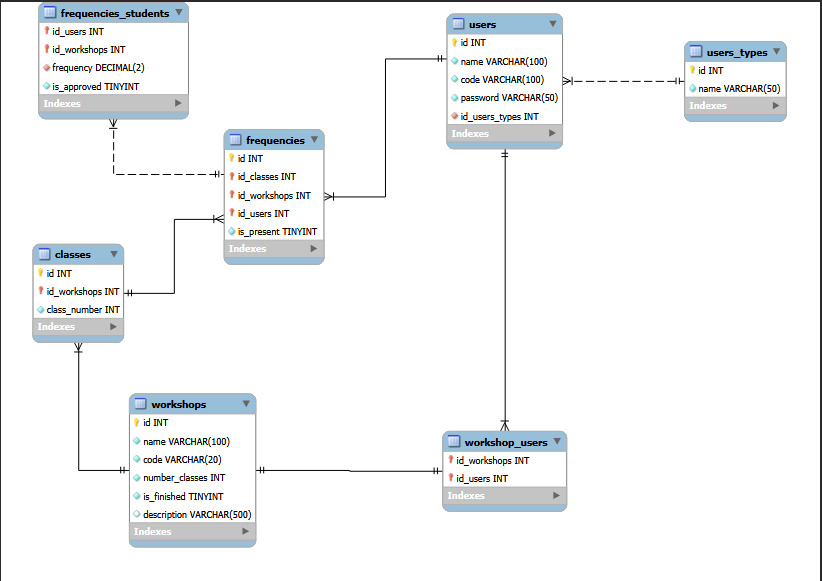 frequencies_students
id_users INT
id_workshops INT
frequency DECIMAL(2)
is_approved TINYINT
Indexes
users
id INT
name VARCHAR(100)
code VARCHAR(100)
password VARCHAR(50)
id_users_types INT
Indexes
users_types
id INT
name VARCHAR(50)
Indexes
frequencies
id INT
id_classes INT
id_workshops INT
id_users INT
is_present TINYINT
Indexes
classes
id INT
id_workshops INT
class_number INT
Indexes
workshops
id INT
name VARCHAR(100)
code VARCHAR(20)
number_classes INT
is_finished TINYINT
description VARCHAR(500)
Indexes
workshop_users
id_workshops INT
id_users INT
Indexes